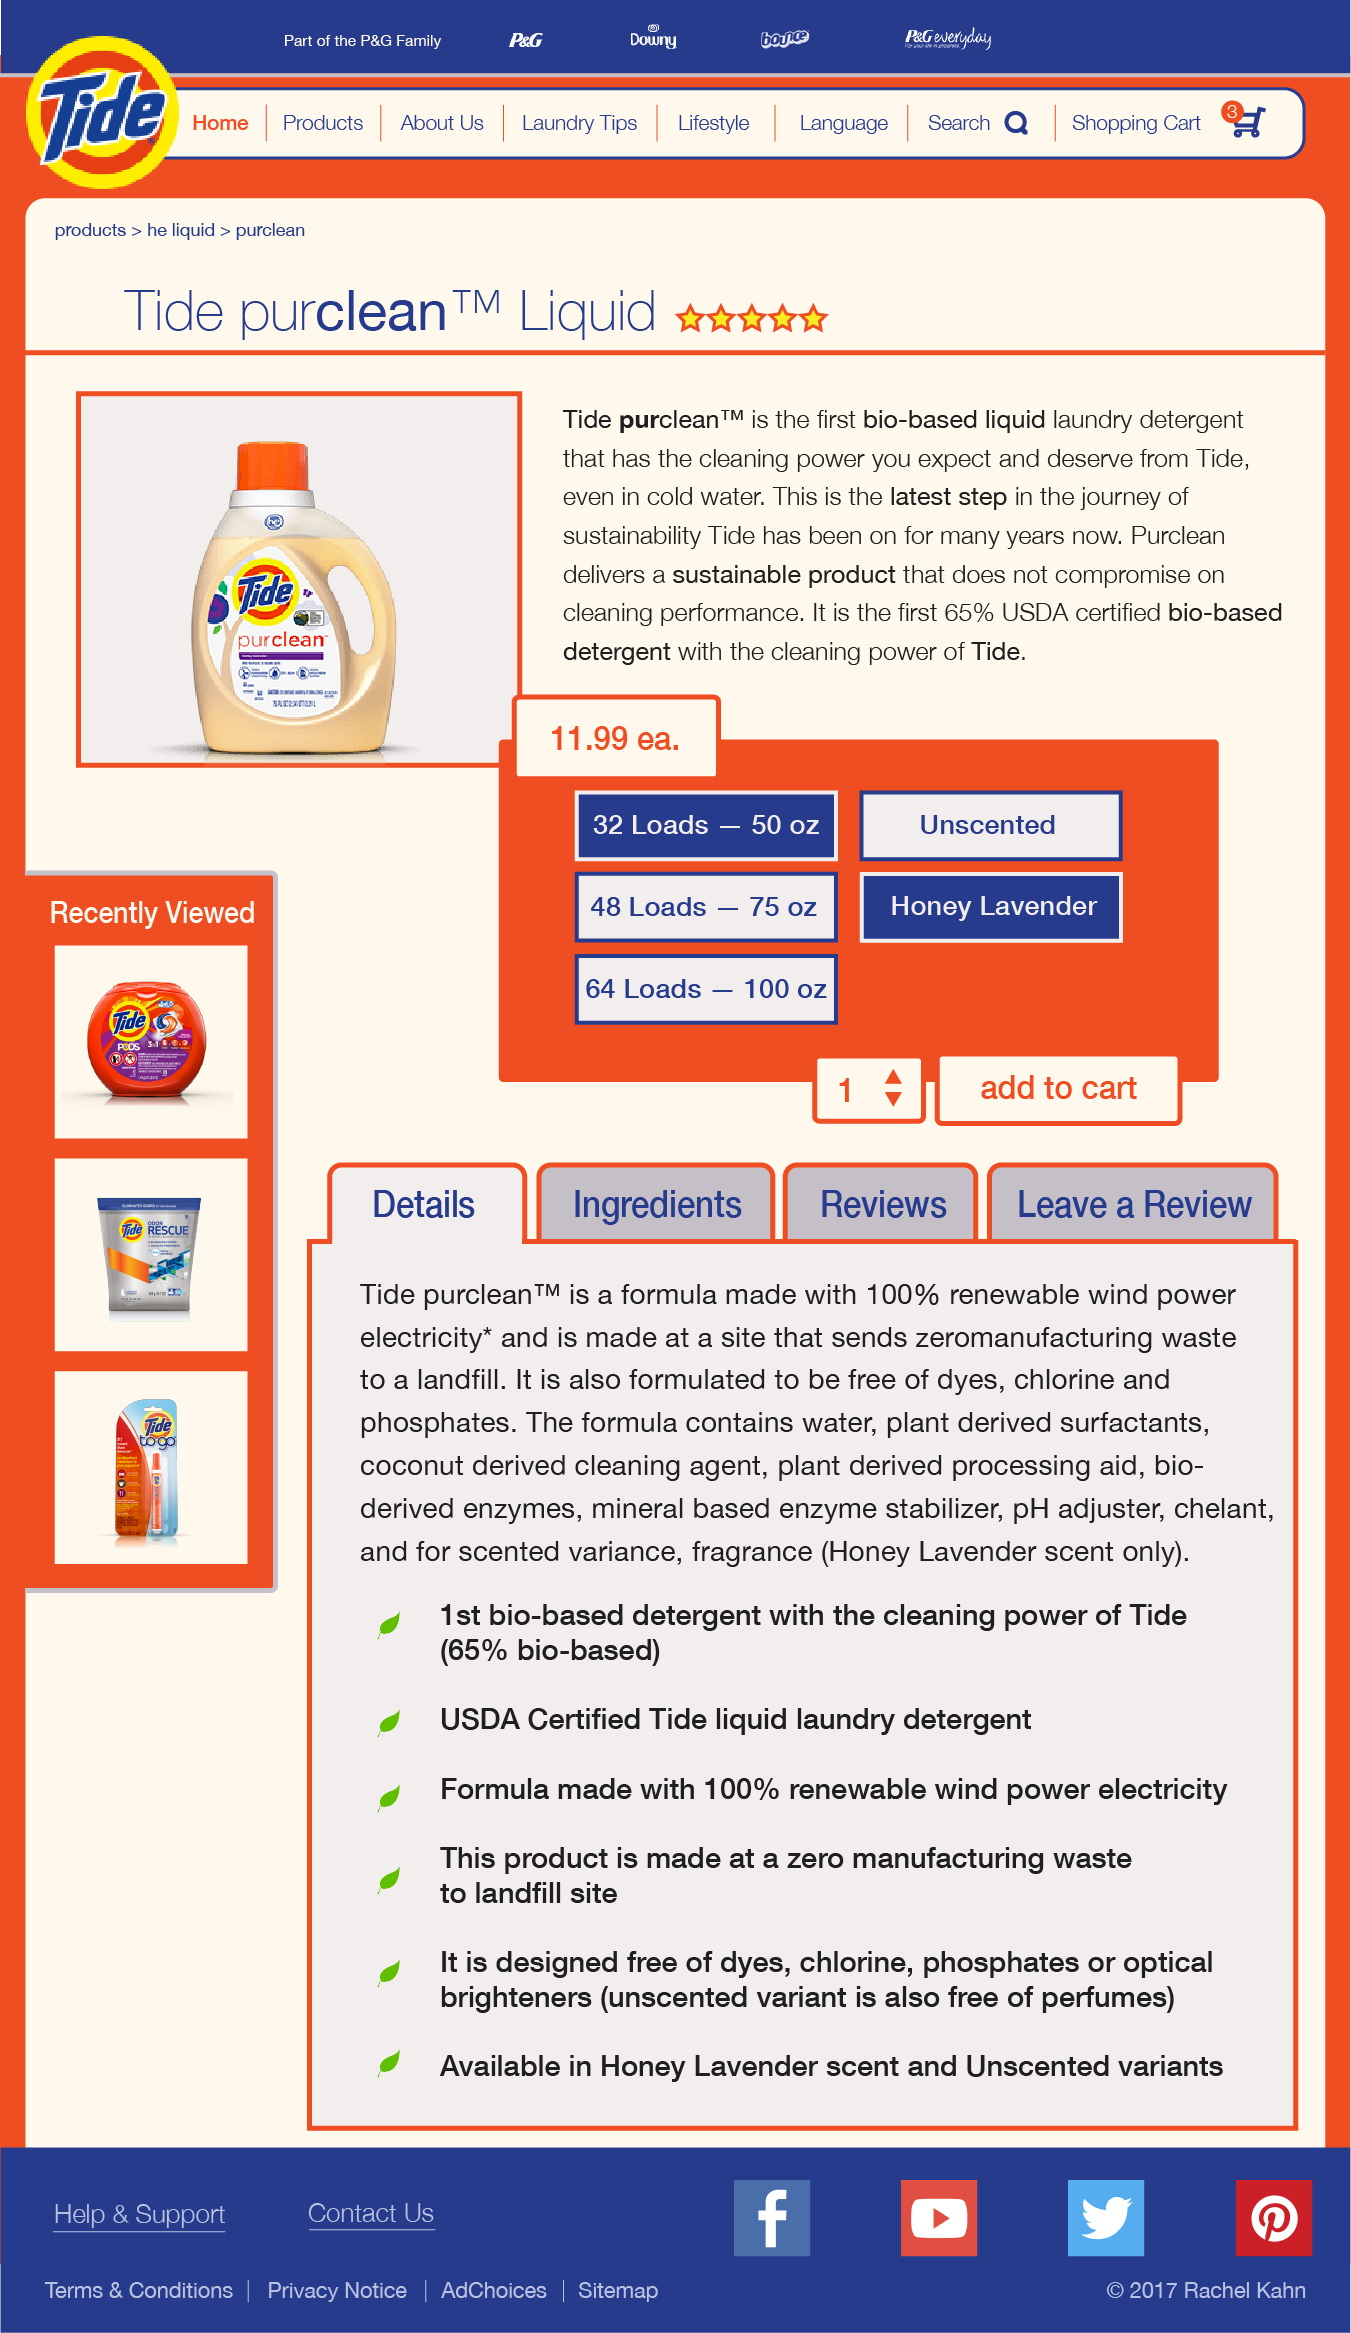 Part of the P&G Family
P&G
Downy
bounce
P&G everyday
Tide
Home
Products
About Us
Laundry Tips
Lifestyle
Language
Search
Shopping Cart
3
products > he liquid > purclean
Tide purclean™ Liquid
Tide purclean™ is the first bio-based liquid laundry detergent
that has the cleaning power you expect and deserve from Tide,
even in cold water. This is the latest step in the journey of
sustainability Tide has been on for many years now. Purclean
delivers a sustainable product that does not compromise on
cleaning performance. It is the first 65% USDA certified bio-based
detergent with the cleaning power of Tide.
Tide
purclean™
11.99 ea.
32 Loads — 50 oz
Unscented
48 Loads — 75 oz
Honey Lavender
64 Loads — 100 oz
1
add to cart
Recently Viewed
Tide
PODS
3in1
Tide
ODOR
RESCUE
Tide
to go
Details
Ingredients
Reviews
Leave a Review
Tide purclean™ is a formula made with 100% renewable wind power
electricity* and is made at a site that sends zeromanufacturing waste
to a landfill. It is also formulated to be free of dyes, chlorine and
phosphates. The formula contains water, plant derived surfactants,
coconut derived cleaning agent, plant derived processing aid, bio-
derived enzymes, mineral based enzyme stabilizer, pH adjuster, chelant,
and for scented variance, fragrance (Honey Lavender scent only).
1st bio-based detergent with the cleaning power of Tide
(65% bio-based)
USDA Certified Tide liquid laundry detergent
Formula made with 100% renewable wind power electricity
This product is made at a zero manufacturing waste
to landfill site
It is designed free of dyes, chlorine, phosphates or optical
brighteners (unscented variant is also free of perfumes)
Available in Honey Lavender scent and Unscented variants
Help & Support
Contact Us
Terms & Conditions
Privacy Notice
AdChoices
Sitemap
© 2017 Rachel Kahn